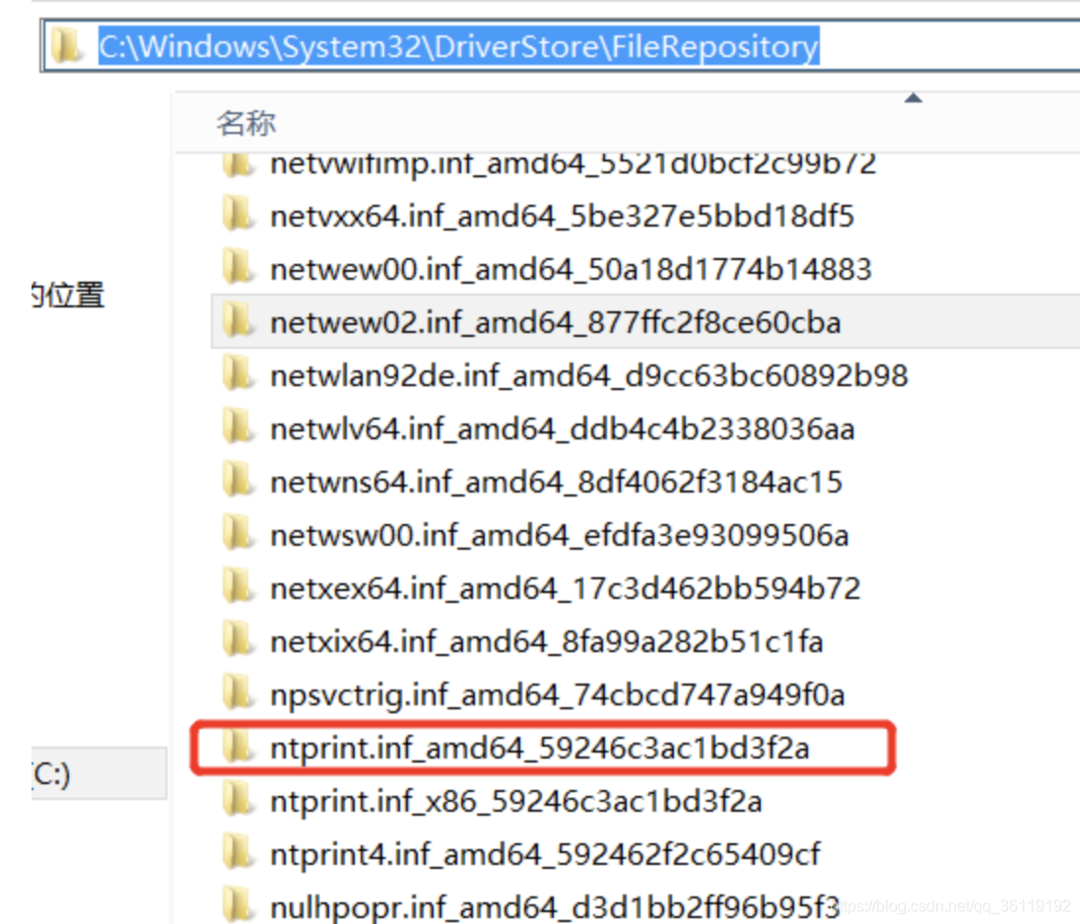 C:\Windows\System32\DriverStore\FileRepository
名称
netvwifimp.inf_amd64_5521d0bcf2c99b72
netvxx64.inf_amd64_5be327e5bbd18df5
netwew00.inf_amd64_50a18d1774b14883
的位置
netwew02.inf_amd64_877ffc2f8ce60cba
netwlan92de.inf_amd64_d9cc63bc60892b98
netwlv64.inf_amd64_ddb4c4b2338036aa
netwns64.inf_amd64_8df4062f3184ac15
netwsw00.inf_amd64_efdfa3e93099506a
netxex64.inf_amd64_17c3d462bb594b72
netxix64.inf_amd64_8fa99a282b51c1fa
npsvctrig.inf_amd64_74cbcd747a949f0a
ntprint.inf_amd64_59246c3ac1bd3f2a
(C:)
ntprint.inf_x86_59246c3ac1bd3f2a
ntprint4.inf_amd64_592462f2c65409cf
nulhpopr.inf_amd64_d3d1bb2ff96b95f3
https://blog.csdn.net/qq_36119192